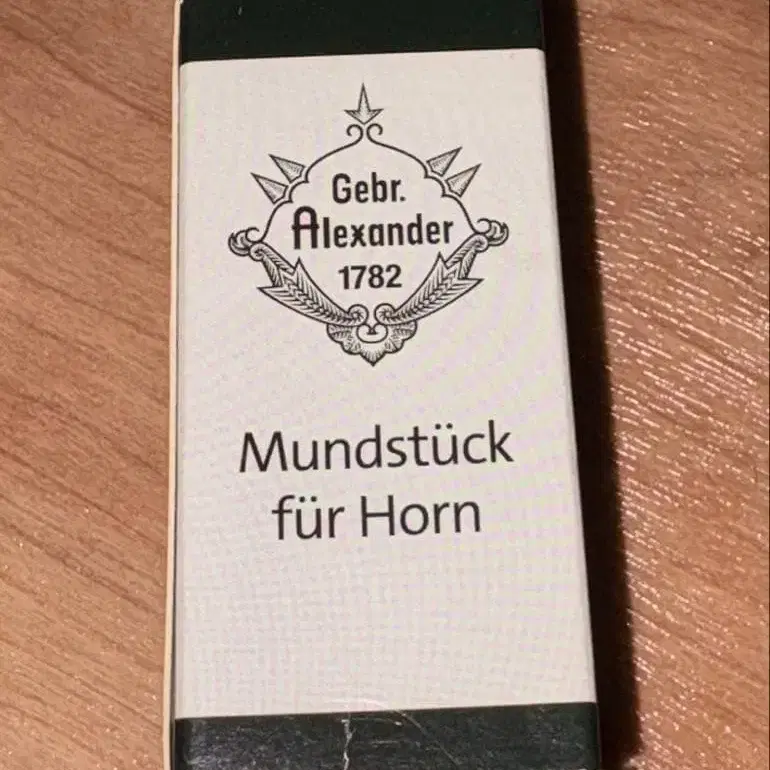 Gebr.
Alexander
1782
Mundstück
für Horn